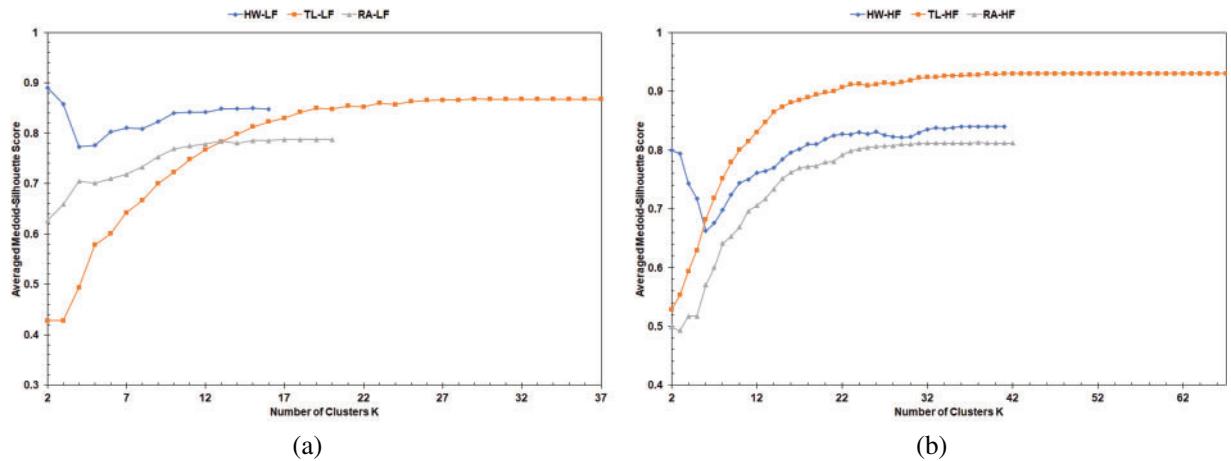 HW-LF TL-LF RA-LF
1
0.9
0.8
0.7
0.6
0.5
0.4
0.3
Averaged Medoid-Silhouette Score
2 7 12 17 22 27 32 37
Number of Clusters K
(a)
HW-HF TL-HF RA-HF
1
0.9
0.8
0.7
0.6
0.5
0.4
Averaged Medoid-Silhouette Score
2 12 22 32 42 52 62
Number of Clusters K
(b)